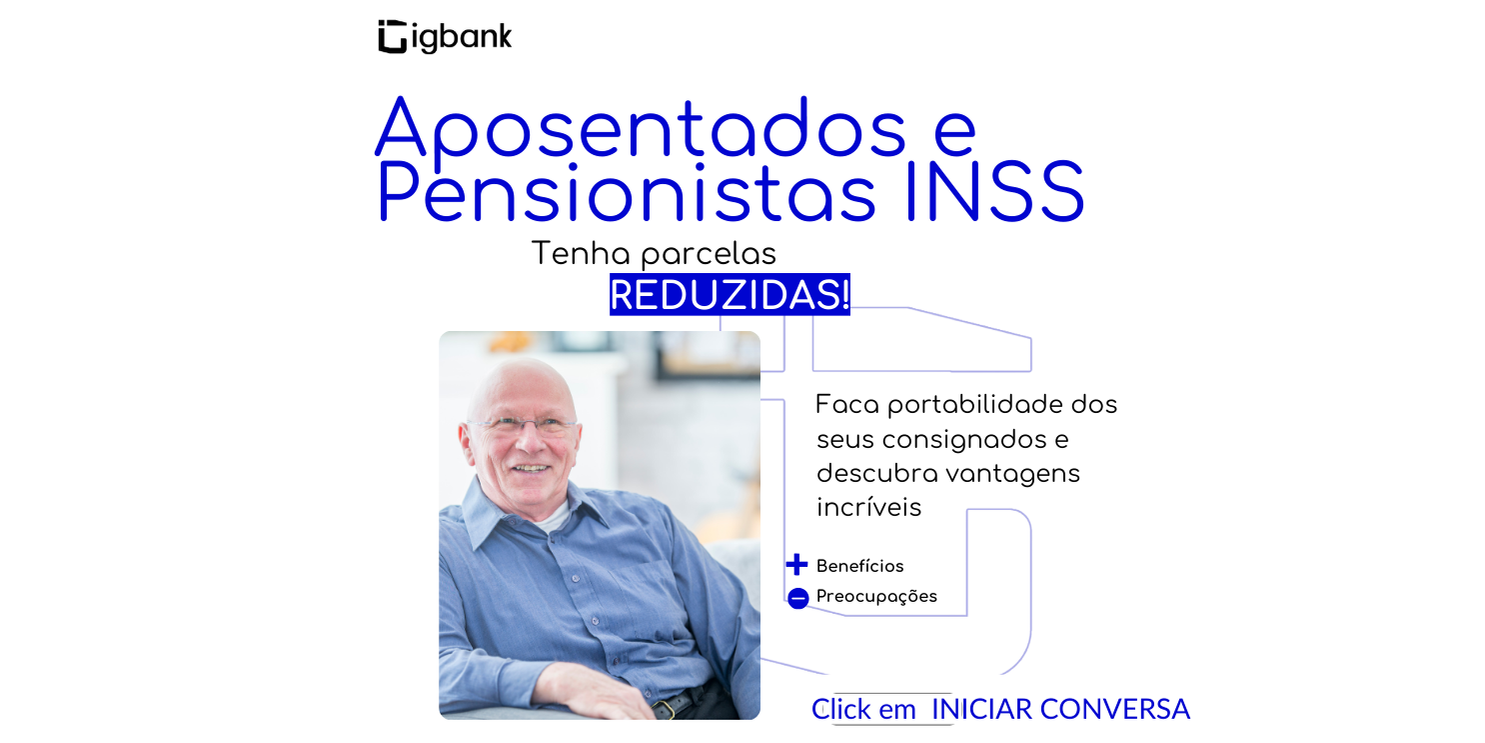 igbank
Aposentados e
Pensionistas INSS
Tenha parcelas
REDUZIDAS!
Faca portabilidade dos
seus consignados e
descubra vantagens
incríveis
+ Benefícios
- Preocupações
Click em INICIAR CONVERSA